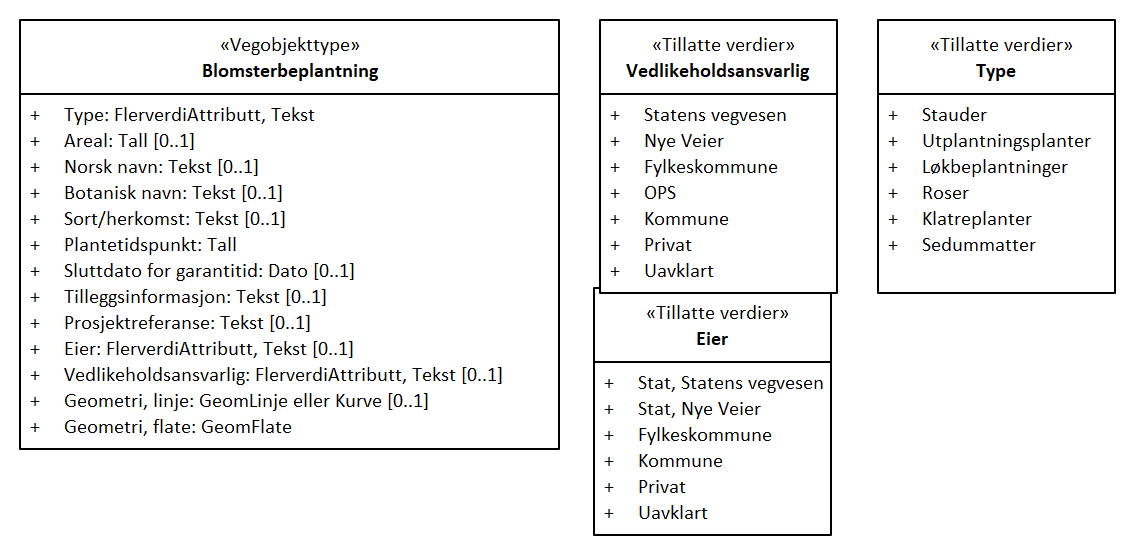 «Vegobjekttype»
Blomsterbeplantning
+ Type: FlerverdiAttributt, Tekst
+ Areal: Tall [0..1]
+ Norsk navn: Tekst [0..1]
+ Botanisk navn: Tekst [0..1]
+ Sort/herkomst: Tekst [0..1]
+ Plantetidspunkt: Tall
+ Sluttdato for garantitid: Dato [0..1]
+ Tilleggsinformasjon: Tekst [0..1]
+ Prosjektreferanse: Tekst [0..1]
+ Eier: FlerverdiAttributt, Tekst [0..1]
+ Vedlikeholdsansvarlig: FlerverdiAttributt, Tekst [0..1]
+ Geometri, linje: GeomLinje eller Kurve [0..1]
+ Geometri, flate: GeomFlate
«Tillatte verdier»
Vedlikeholdsansvarlig
+ Statens vegvesen
+ Nye Veier
+ Fylkeskommune
+ OPS
+ Kommune
+ Privat
+ Uavklart
«Tillatte verdier»
Eier
+ Stat, Statens vegvesen
+ Stat, Nye Veier
+ Fylkeskommune
+ Kommune
+ Privat
+ Uavklart
«Tillatte verdier»
Type
+ Stauder
+ Utplantningsplanter
+ Løkbeplantninger
+ Roser
+ Klatreplanter
+ Sedummatter